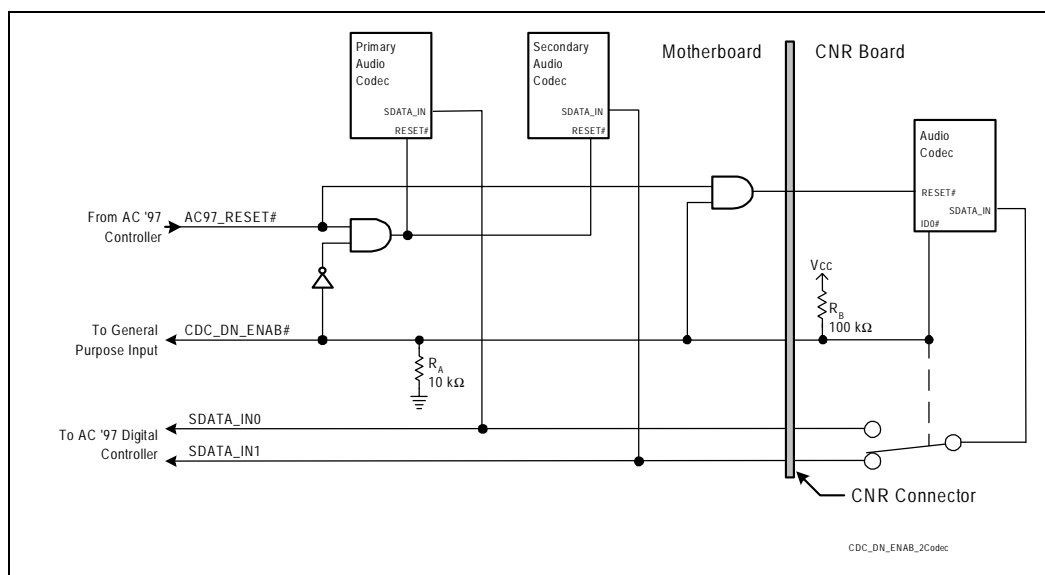 Primary
Audio
Codec
SDATA_IN
RESET#
Secondary
Audio
Codec
SDATA_IN
RESET#
Motherboard
CNR Board
Audio
Codec
RESET#
SDATA_IN
ID0#
From AC '97
Controller
AC97_RESET#
Vcc
RB
100 kΩ
To General
Purpose Input
CDC_DN_ENAB#
RA
10 kΩ
To AC '97 Digital
Controller
SDATA_IN0
SDATA_IN1
CNR Connector
CDC_DN_ENAB_2Codec